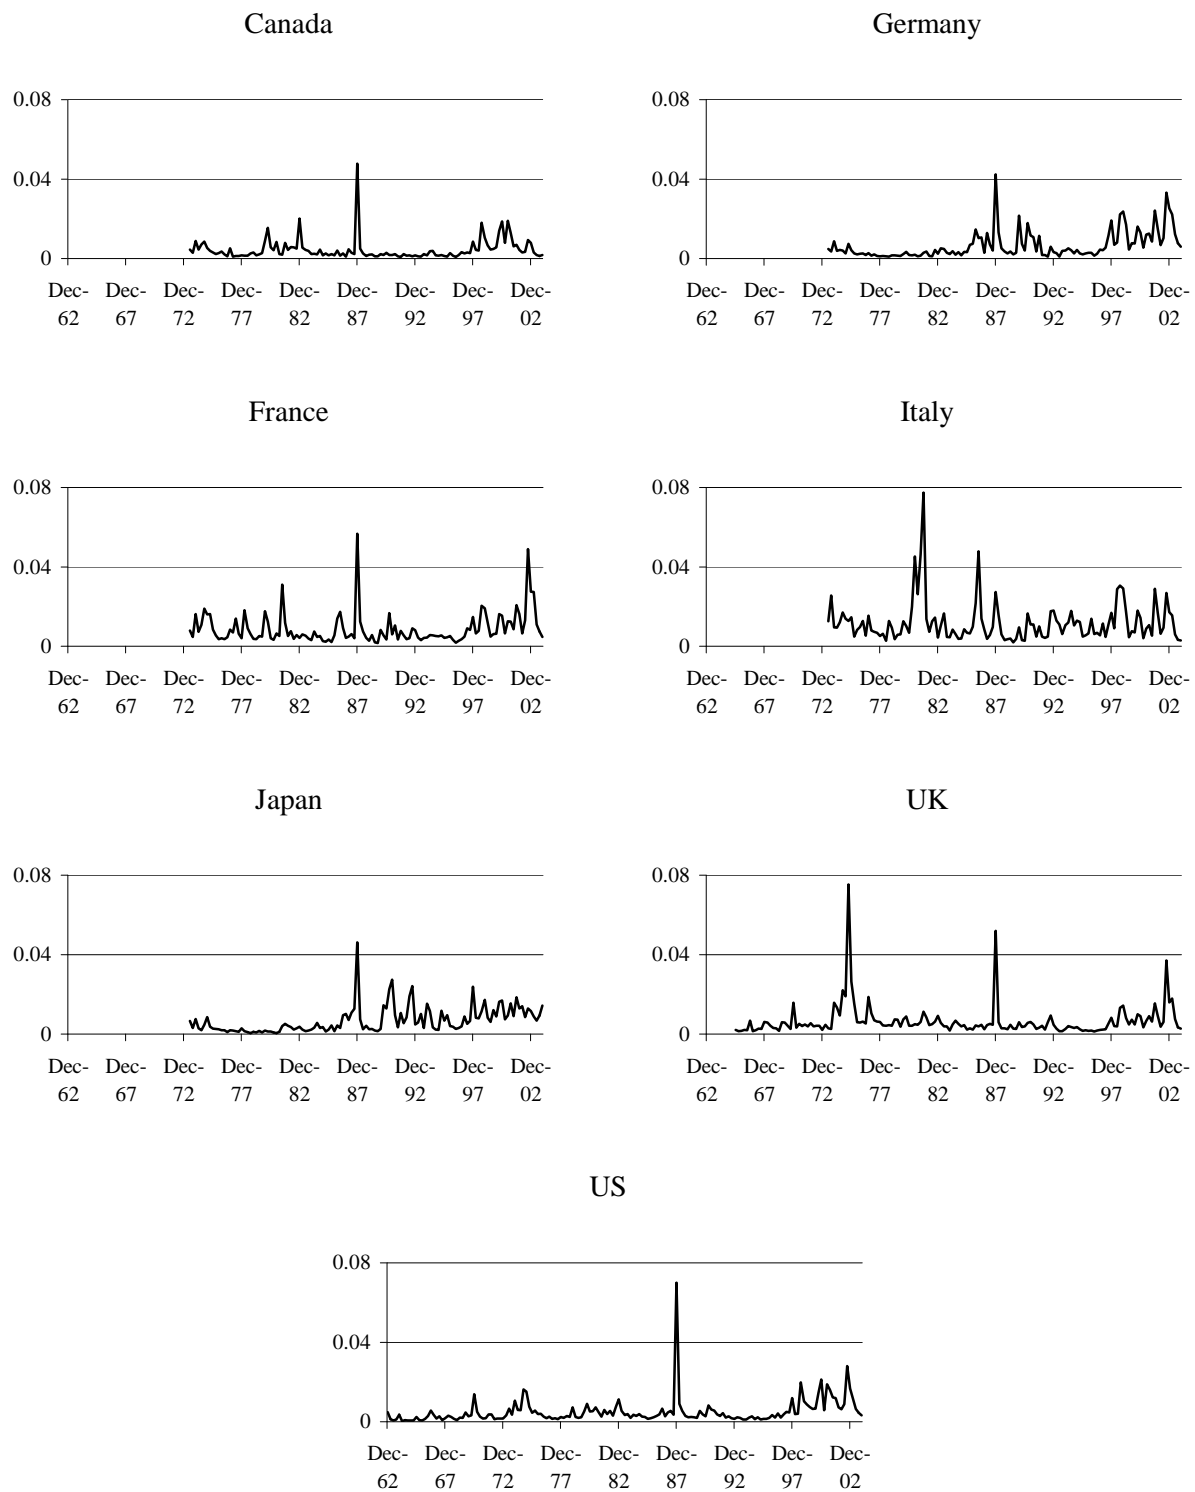 Canada
Germany
0.08
0.04
0
Dec- Dec- Dec- Dec- Dec- Dec- Dec- Dec- Dec-
62 67 72 77 82 87 92 97 02
0.08
0.04
0
Dec- Dec- Dec- Dec- Dec- Dec- Dec- Dec- Dec-
62 67 72 77 82 87 92 97 02
France
Italy
0.08
0.04
0
Dec- Dec- Dec- Dec- Dec- Dec- Dec- Dec- Dec-
62 67 72 77 82 87 92 97 02
0.08
0.04
0
Dec- Dec- Dec- Dec- Dec- Dec- Dec- Dec- Dec-
62 67 72 77 82 87 92 97 02
Japan
UK
0.08
0.04
0
Dec- Dec- Dec- Dec- Dec- Dec- Dec- Dec- Dec-
62 67 72 77 82 87 92 97 02
0.08
0.04
0
Dec- Dec- Dec- Dec- Dec- Dec- Dec- Dec- Dec-
62 67 72 77 82 87 92 97 02
US
0.08
0.04
0
Dec- Dec- Dec- Dec- Dec- Dec- Dec- Dec- Dec-
62 67 72 77 82 87 92 97 02